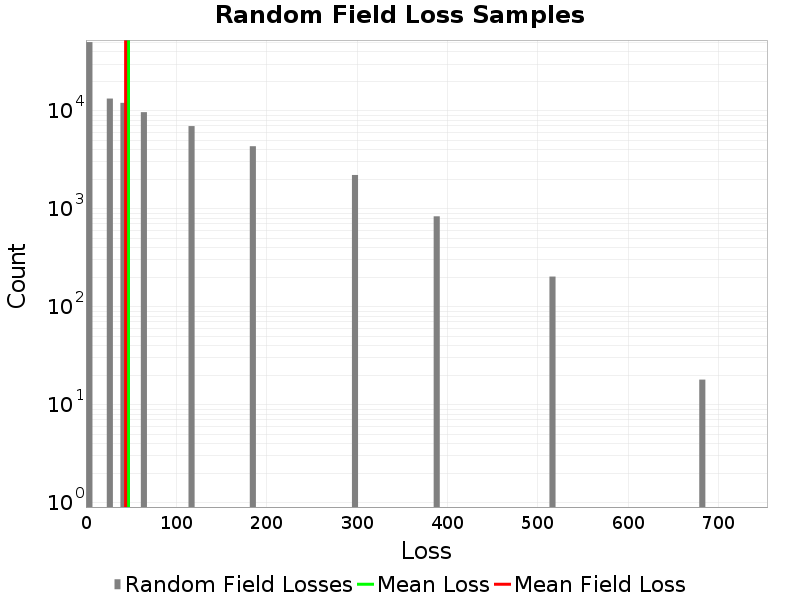 Random Field Loss Samples
Count
10^4
10^3
10^2
10^1
10^0
0 100 200 300 400 500 600 700
Loss
Random Field Losses Mean Loss Mean Field Loss